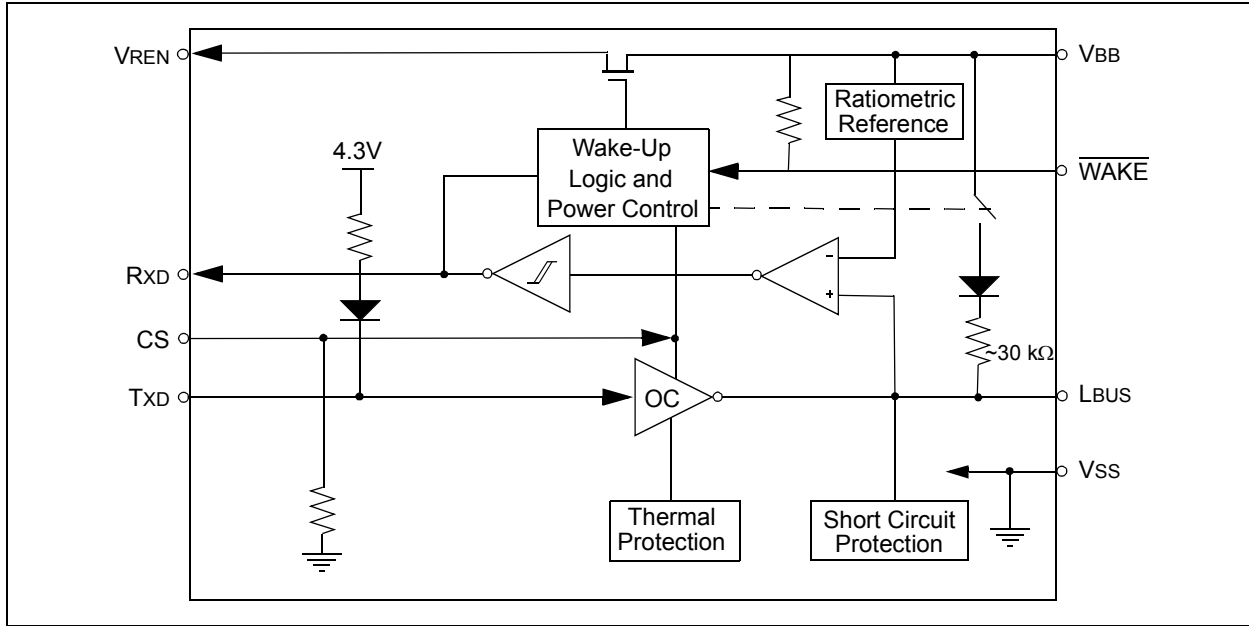 VREN
VBB
Ratiometric
Reference
4.3V
Wake-Up
Logic and
Power Control
WAKE
-
+
RXD
CS
~30 kΩ
OC
TXD
LBUS
VSS
Thermal
Protection
Short Circuit
Protection